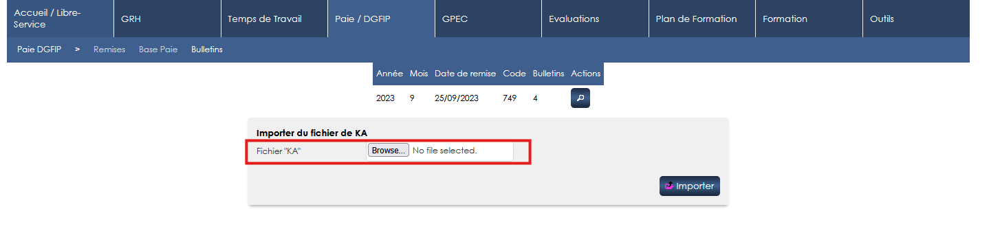 Accueil / Libre-
Service
GRH
Temps de Travail
Paie / DGFIP
GPEC
Evaluations
Plan de Formation
Formation
Outils
Paie DGFIP > Remises Base Paie Bulletins
Année Mois Date de remise Code Bulletins Actions
2023 9 25/09/2023 749 4
Importer du fichier de KA
Fichier "KA" Browse... No file selected.
Importer